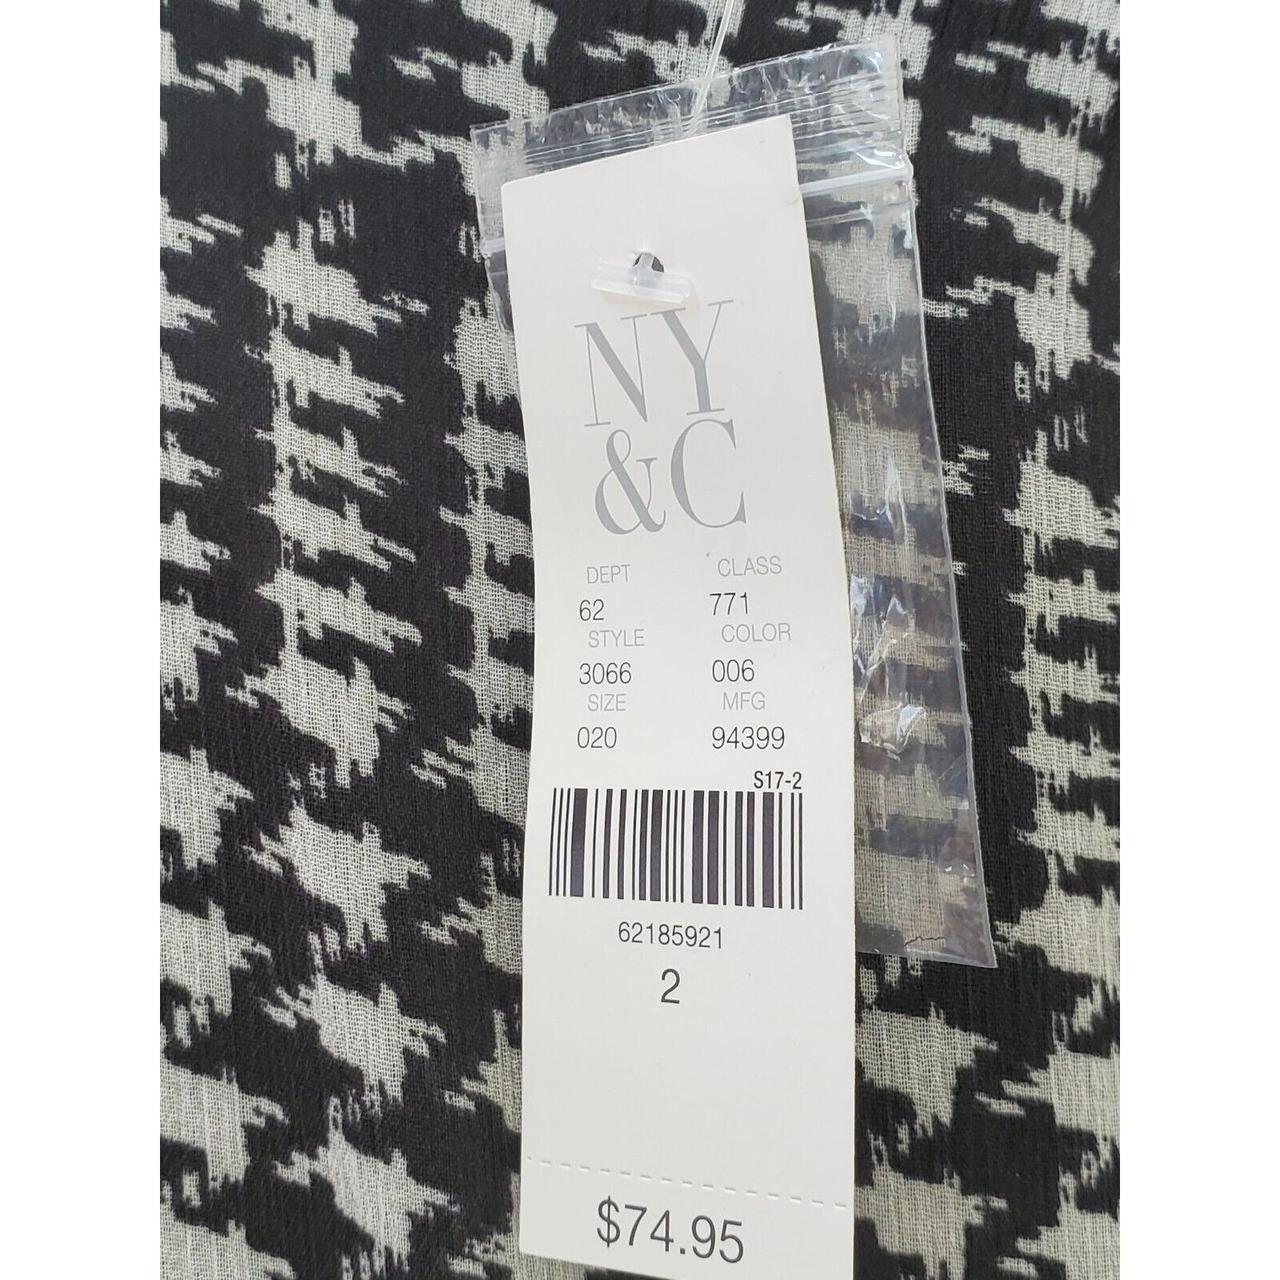 NY
&C
DEPT CLASS
62 771
STYLE COLOR
3066 006
SIZE MFG
020 94399
S17-2
62185921
2
$74.95